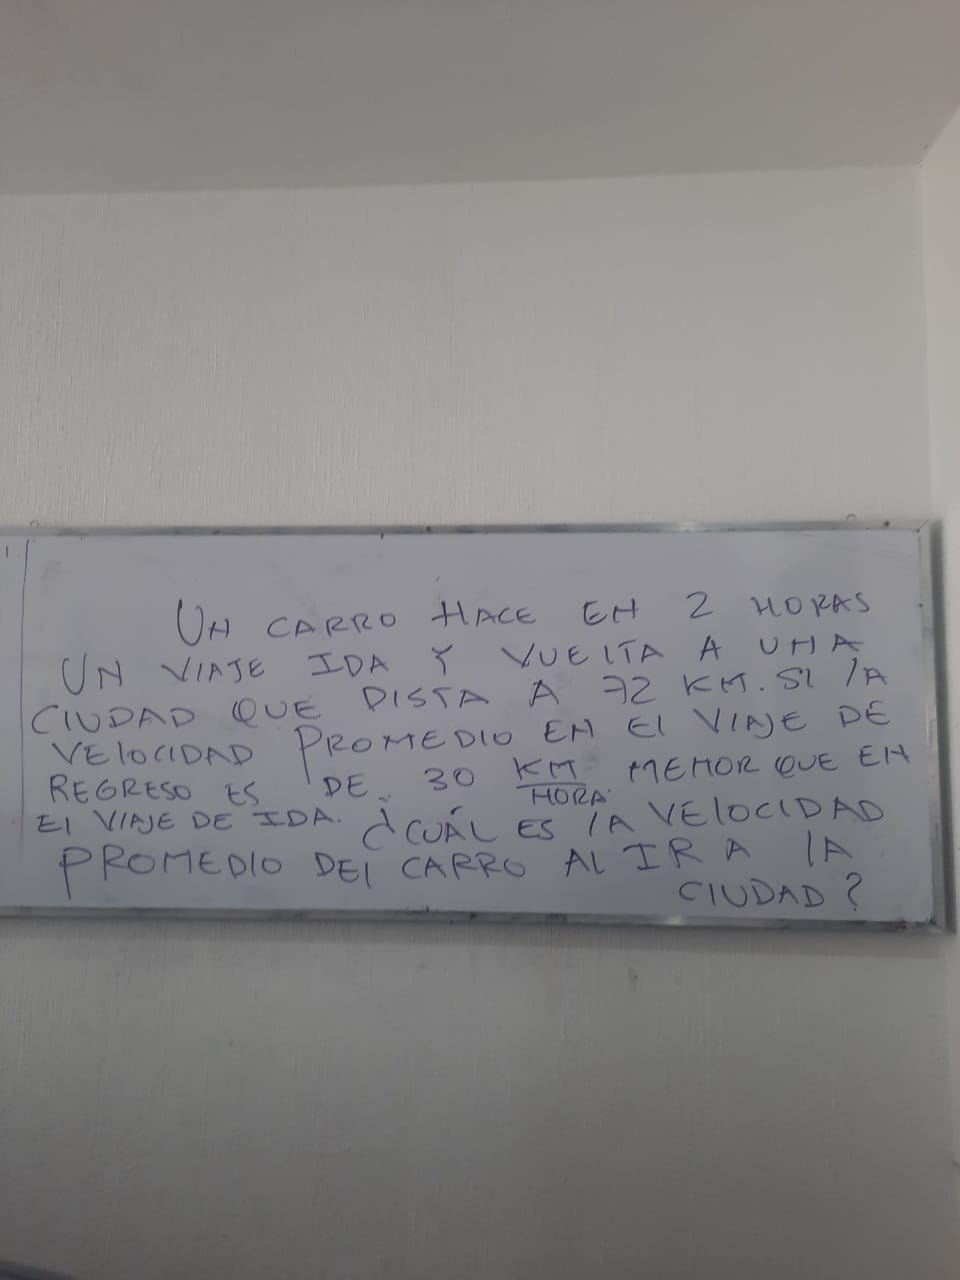 UN CARRO HACE EN 2 HORAS
UN VIAJE IDA Y VUELTA A UNA
CIUDAD QUE DISTA A 72 KM. SI LA
VELOCIDAD PROMEDIO EN EL VIAJE DE
REGRESO ES DE. 30 KM/HORA. MENOR QUE EN
EL VIAJE DE IDA. ¿CUÁL ES LA VELOCIDAD
PROMEDIO DEL CARRO AL IR A LA
CIUDAD?